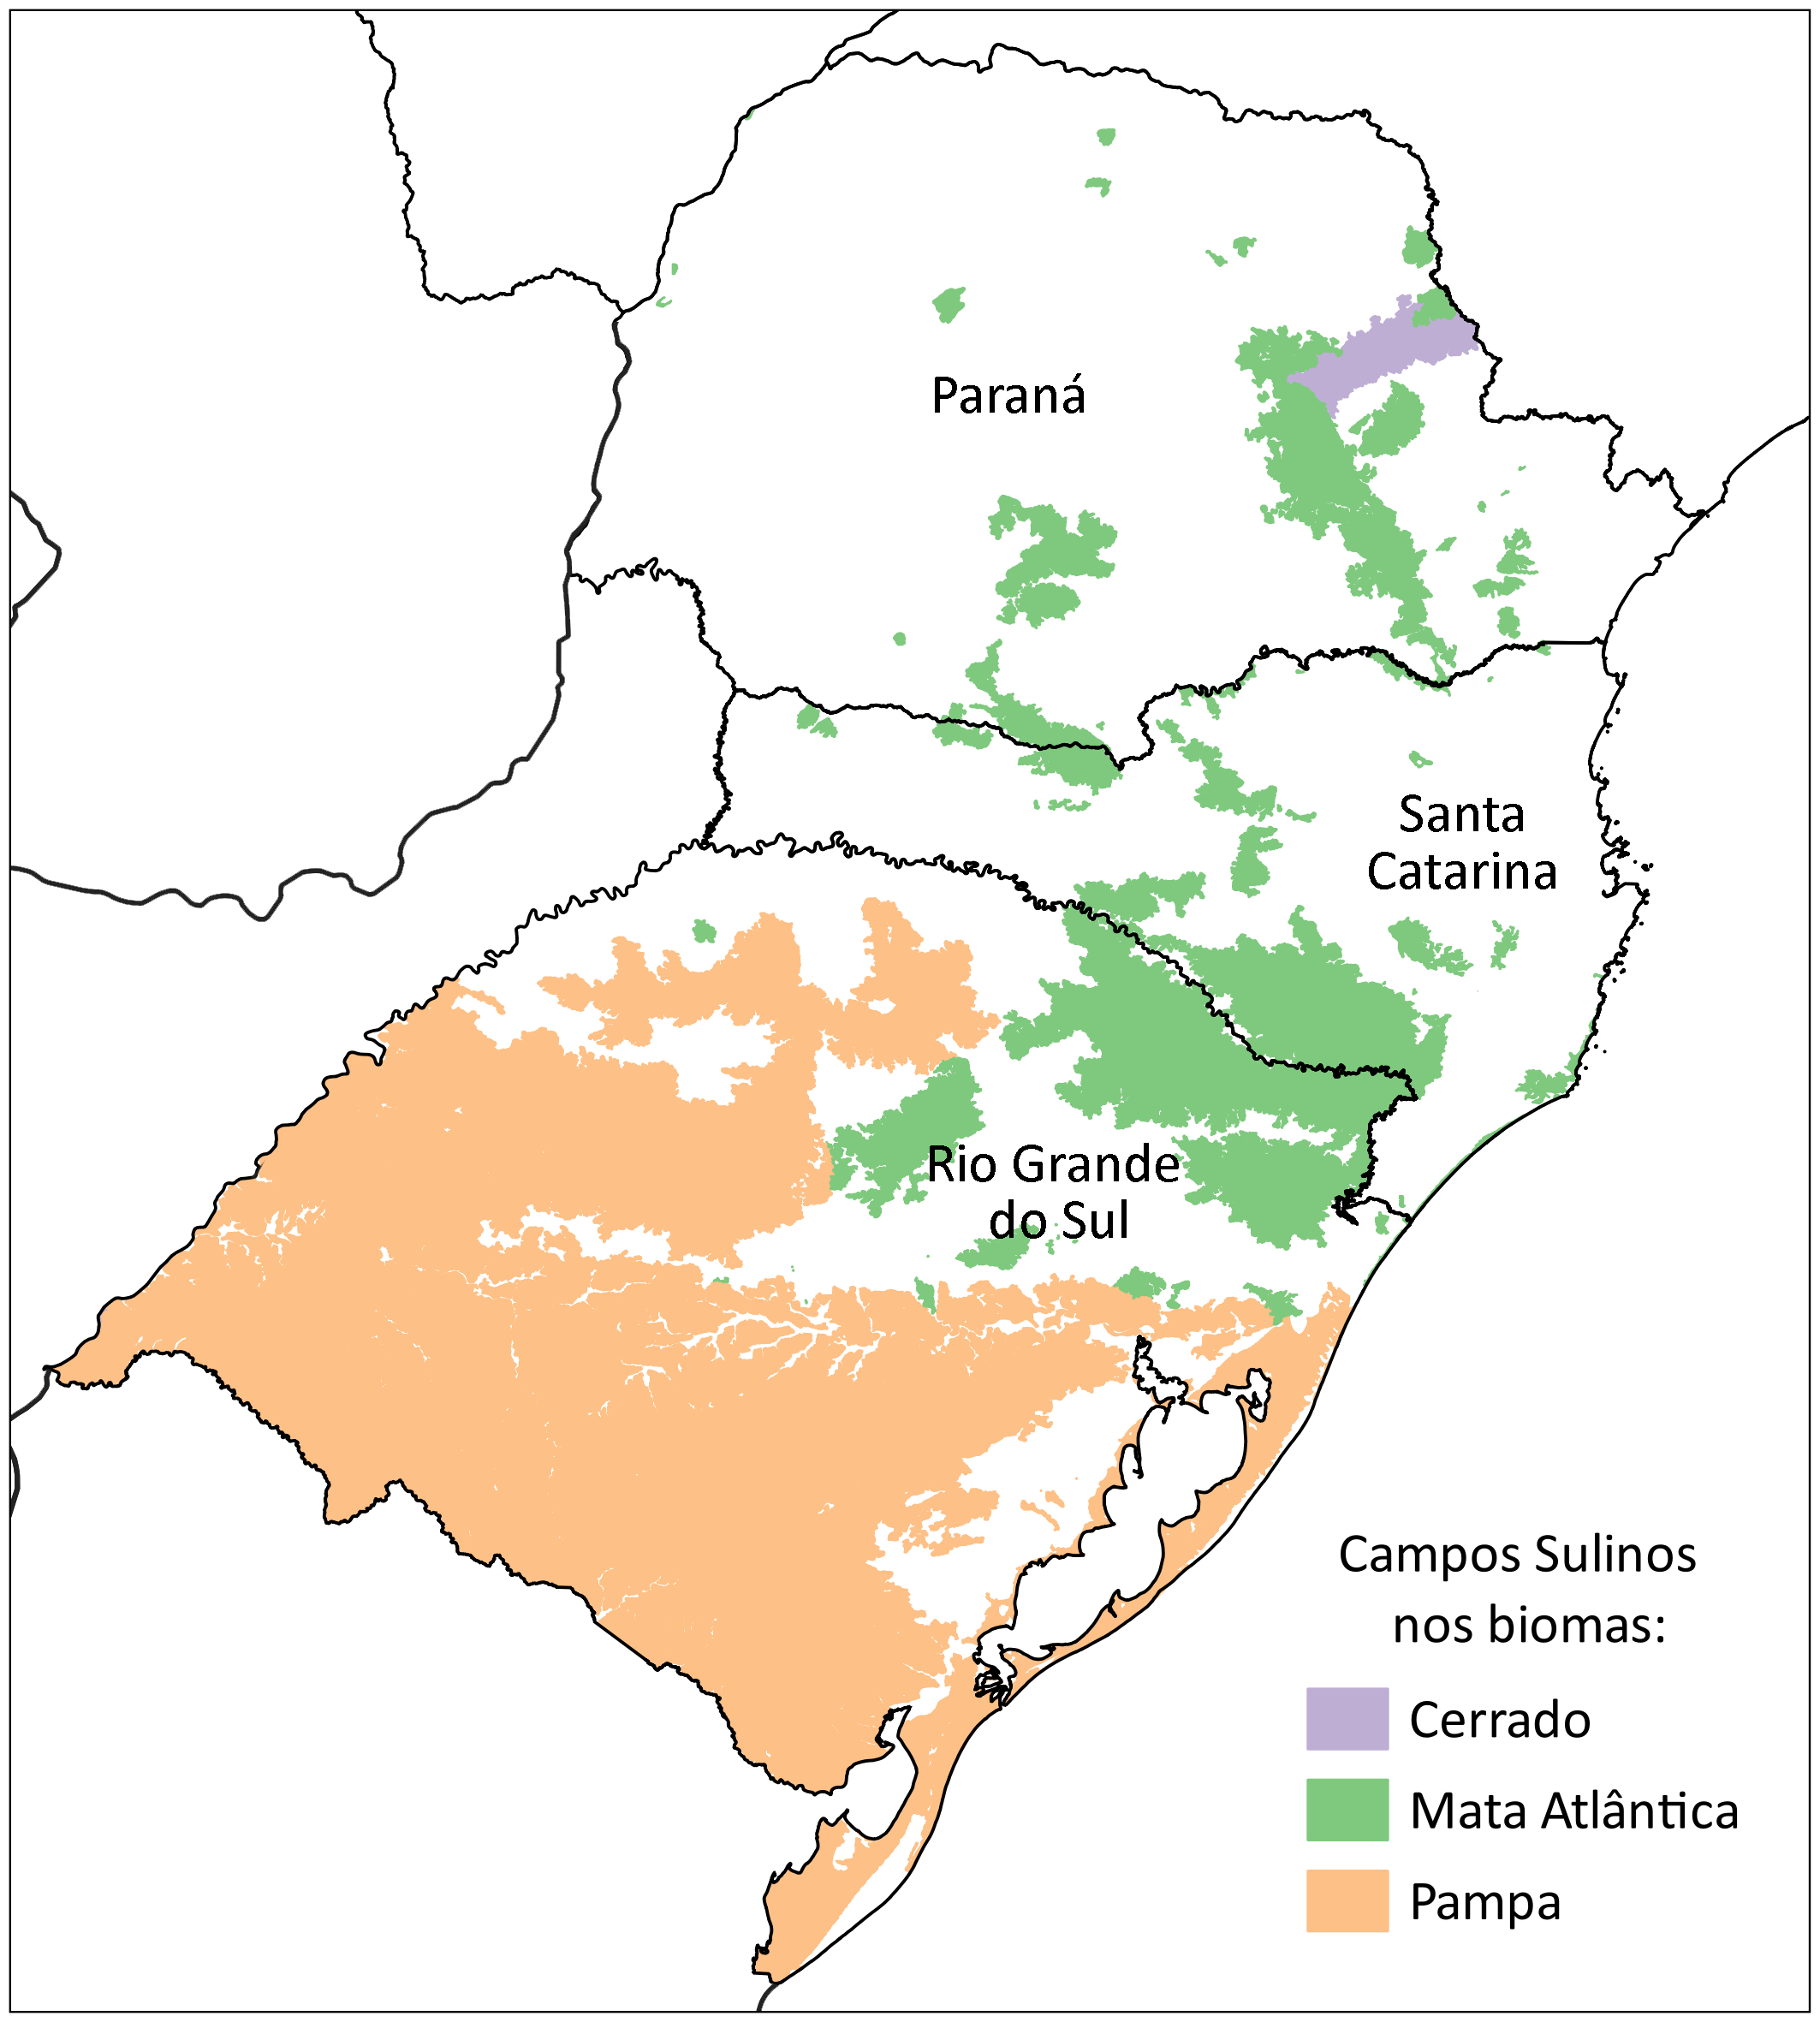 Paraná
Santa
Catarina
Rio Grande
do Sul
Campos Sulinos
nos biomas:
Cerrado
Mata Atlântica
Pampa